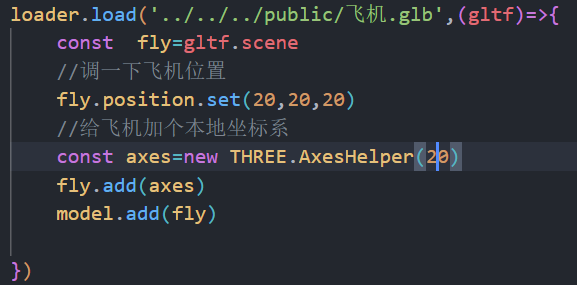 loader.load('../../../public/飞机.glb',(gltf)=>{
const  fly=gltf.scene
//调一下飞机位置
fly.position.set(20,20,20)
//给飞机加个本地坐标系
const axes=new THREE.AxesHelper(20)
fly.add(axes)
model.add(fly)
})